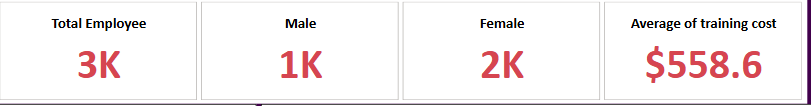 Total Employee
3K
Male
1K
Female
2K
Average of training cost
$558.6